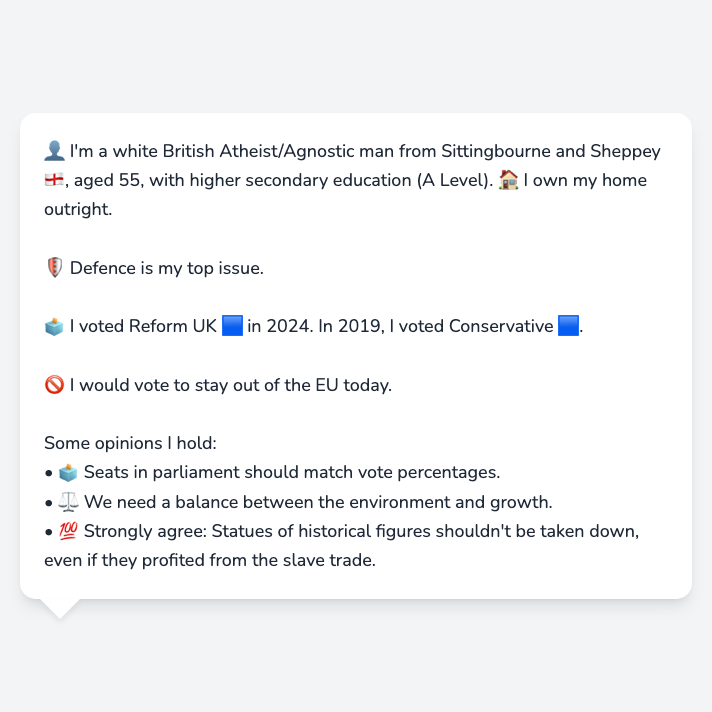 👤 I'm a white British Atheist/Agnostic man from Sittingbourne and Sheppey
🏴󠁧󠁢󠁥󠁮󠁧󠁿, aged 55, with higher secondary education (A Level). 🏠 I own my home
outright.
🛡️ Defence is my top issue.
🗳️ I voted Reform UK 🟦 in 2024. In 2019, I voted Conservative 🟦.
🚫 I would vote to stay out of the EU today.
Some opinions I hold:
• 🗳️ Seats in parliament should match vote percentages.
• ⚖️ We need a balance between the environment and growth.
• 💯 Strongly agree: Statues of historical figures shouldn't be taken down,
even if they profited from the slave trade.